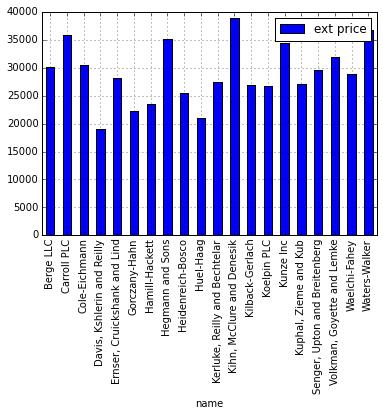 40000
35000
30000
25000
20000
15000
10000
5000
0
ext price
Berge LLC
Carroll PLC
Cole-Eichmann
Davis, Kshlerin and Reilly
Ernser, Cruickshank and Lind
Gorczany-Hahn
Hamill-Hackett
Hegmann and Sons
Heidenreich-Bosco
Huel-Haag
Kerluke, Reilly and Bechtelar
Kihn, McClure and Denesik
Kilback-Gerlach
Koelpin PLC
Kunze Inc
Kuphal, Zieme and Kub
Senger, Upton and Breitenberg
Volkman, Goyette and Lemke
Waelchi-Fahey
Waters-Walker
name